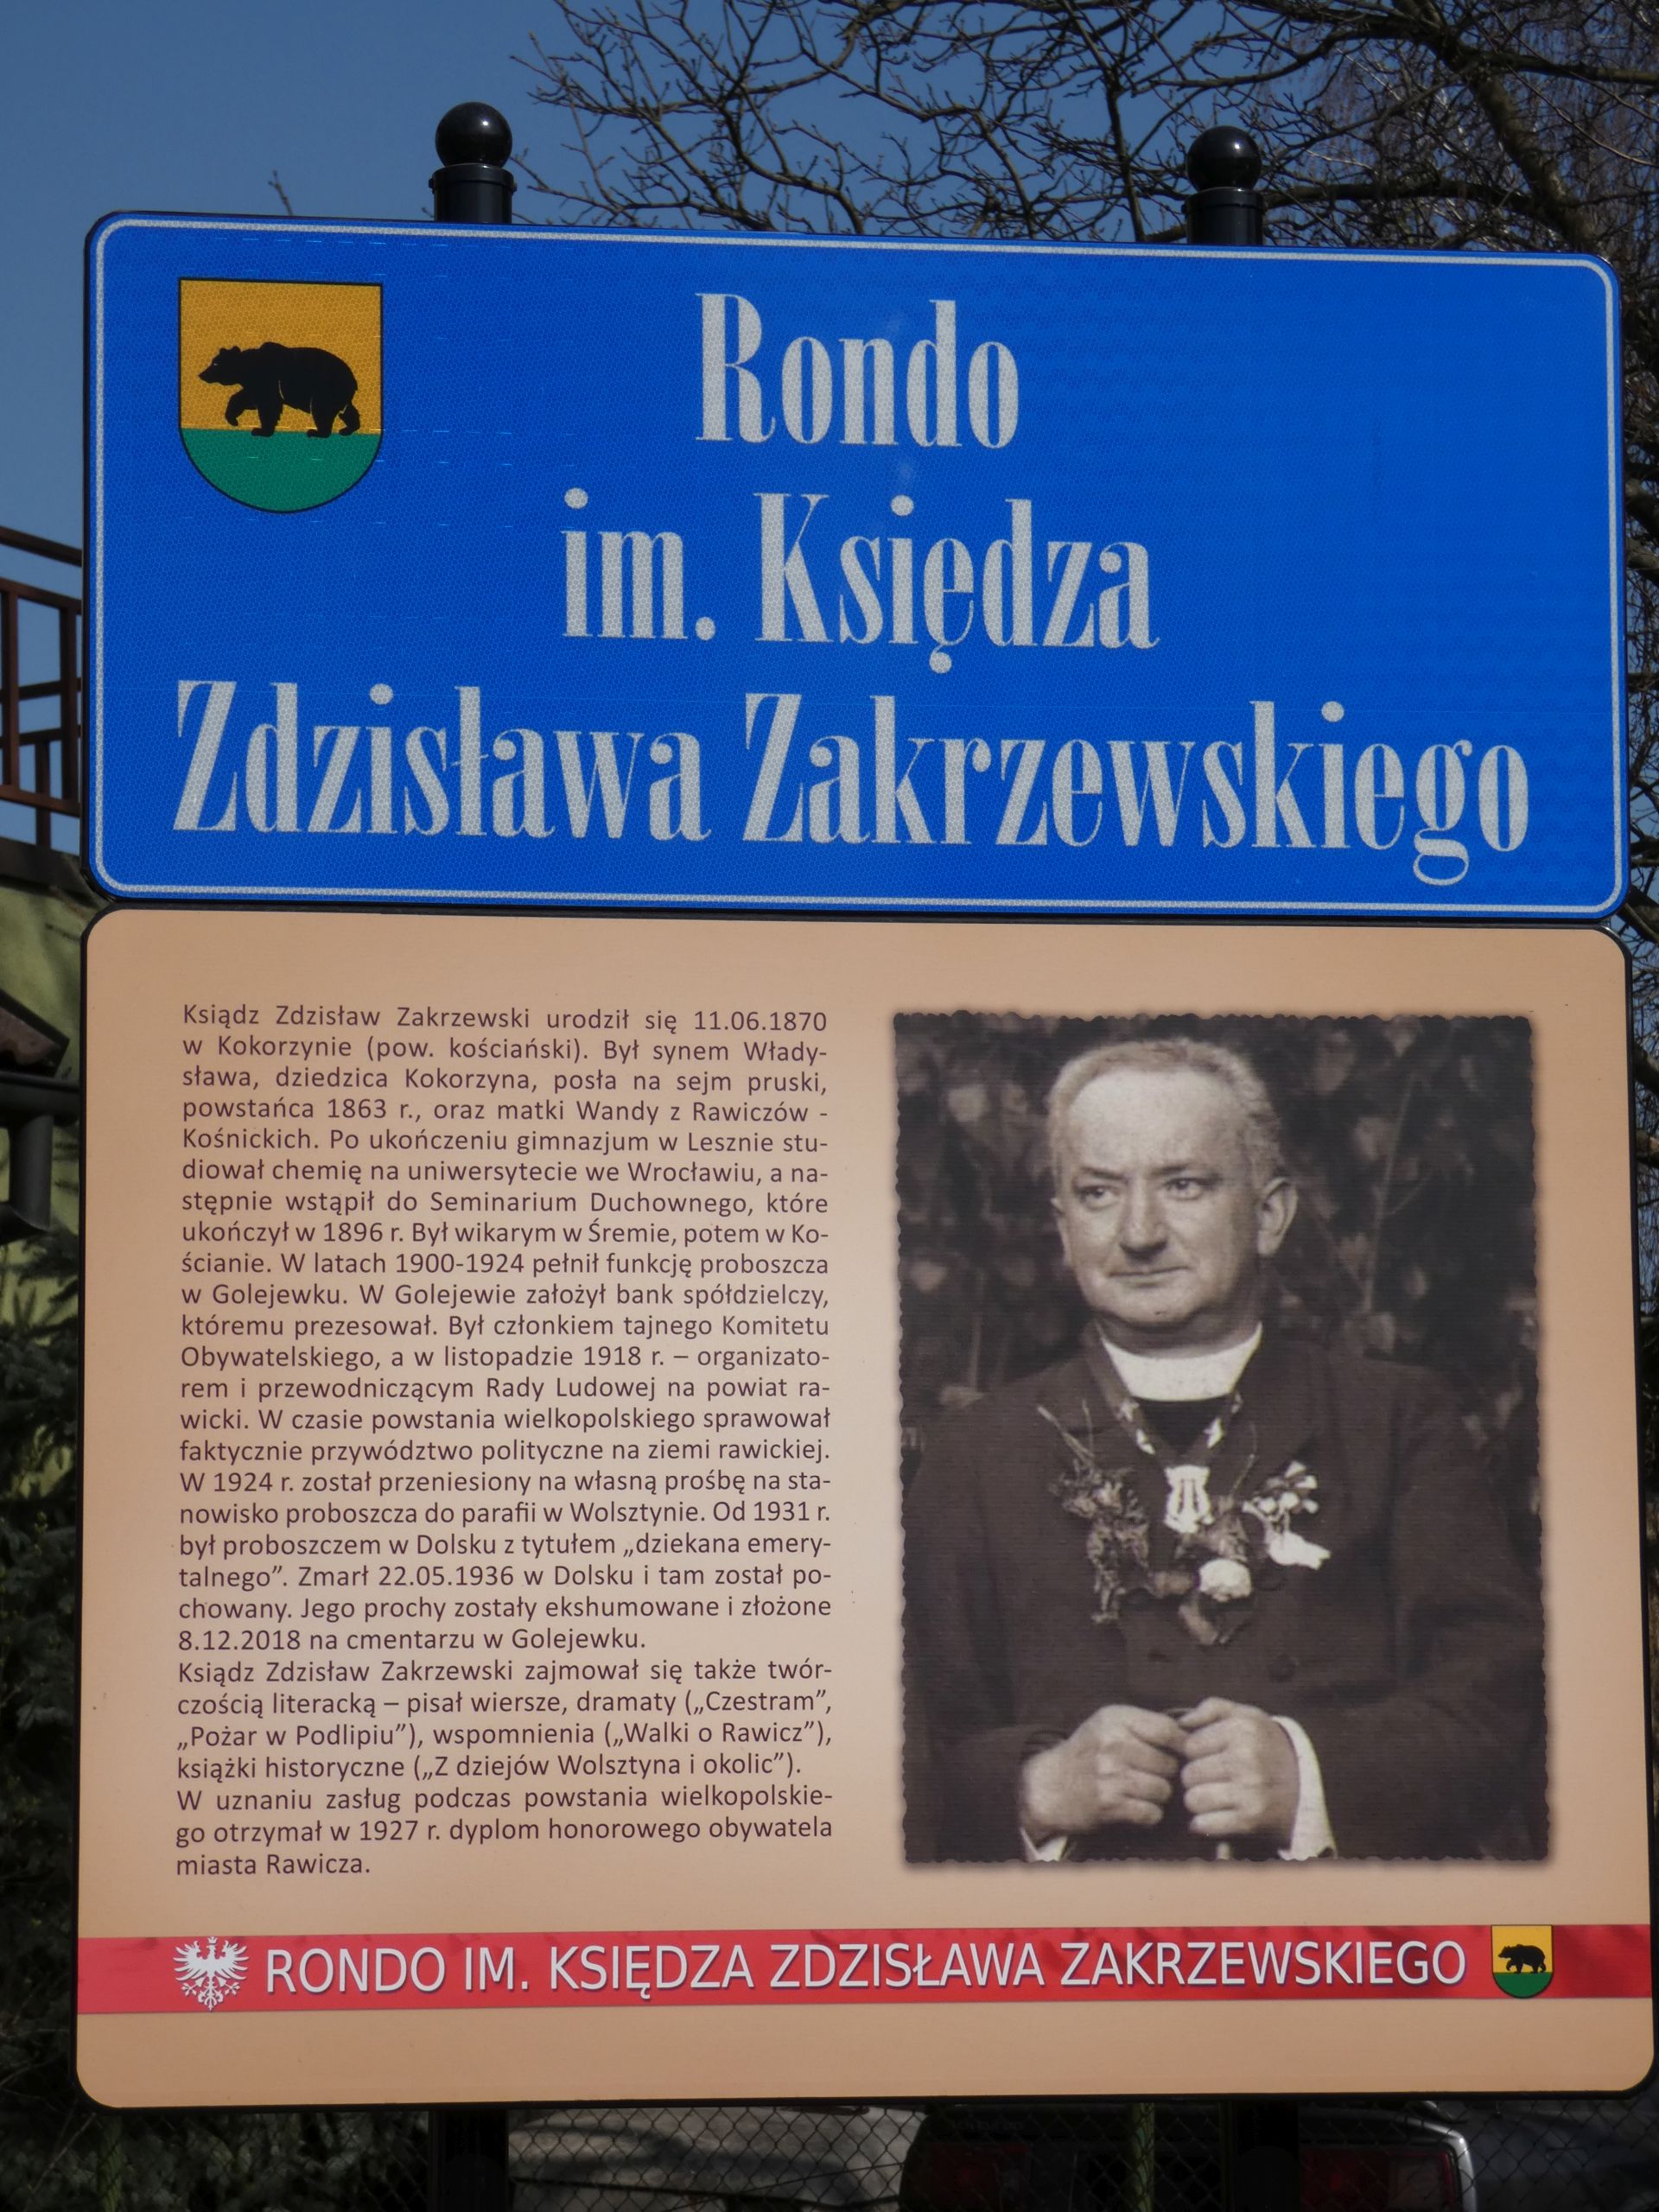 Rondo
im. Księdza
Zdzisława Zakrzewskiego
Ksiądz Zdzisław Zakrzewski urodził się 11.06.1870
w Kokorzynie (pow. kościański). Był synem Włady-
sława, dziedzica Kokorzyna, posła na sejm pruski,
powstańca 1863 r., oraz matki Wandy z Rawiczów -
Kośnickich. Po ukończeniu gimnazjum w Lesznie stu-
diował chemię na uniwersytecie we Wrocławiu, a na-
stępnie wstąpił do Seminarium Duchownego, które
ukończył w 1896 r. Był wikarym w Śremie, potem w Ko-
ścianie. W latach 1900-1924 pełnił funkcję proboszcza
w Golejewku. W Golejewie założył bank spółdzielczy,
któremu prezesował. Był członkiem tajnego Komitetu
Obywatelskiego, a w listopadzie 1918 r. – organizato-
rem i przewodniczącym Rady Ludowej na powiat ra-
wicki. W czasie powstania wielkopolskiego sprawował
faktycznie przywództwo polityczne na ziemi rawickiej.
W 1924 r. został przeniesiony na własną prośbę na sta-
nowisko proboszcza do parafii w Wolsztynie. Od 1931 r.
był proboszczem w Dolsku z tytułem „dziekana emery-
talnego”. Zmarł 22.05.1936 w Dolsku i tam został po-
chowany. Jego prochy zostały ekshumowane i złożone
8.12.2018 na cmentarzu w Golejewku.
Ksiądz Zdzisław Zakrzewski zajmował się także twór-
czością literacką – pisał wiersze, dramaty („Czestram”,
„Pożar w Podlipiu”), wspomnienia („Walki o Rawicz”),
książki historyczne („Z dziejów Wolsztyna i okolic”).
W uznaniu zasług podczas powstania wielkopolskie-
go otrzymał w 1927 r. dyplom honorowego obywatela
miasta Rawicza.
RONDO IM. KSIĘDZA ZDZISŁAWA ZAKRZEWSKIEGO